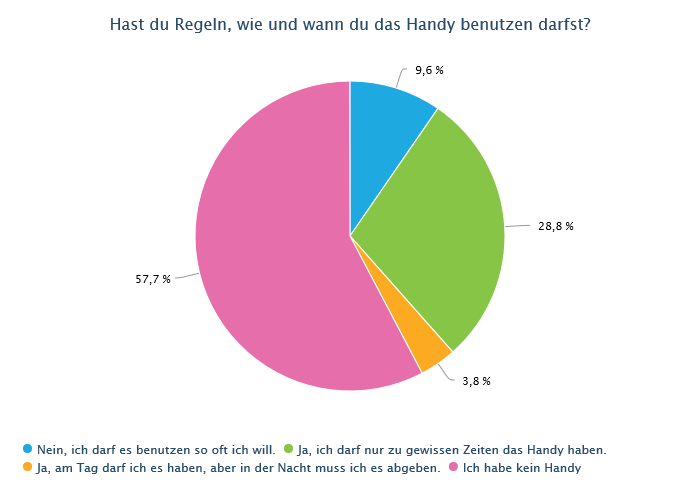 Hast du Regeln, wie und wann du das Handy benutzen darfst?
9,6 %
28,8 %
57,7 %
3,8 %
Nein, ich darf es benutzen so oft ich will. Ja, ich darf nur zu gewissen Zeiten das Handy haben.
Ja, am Tag darf ich es haben, aber in der Nacht muss ich es abgeben. Ich habe kein Handy